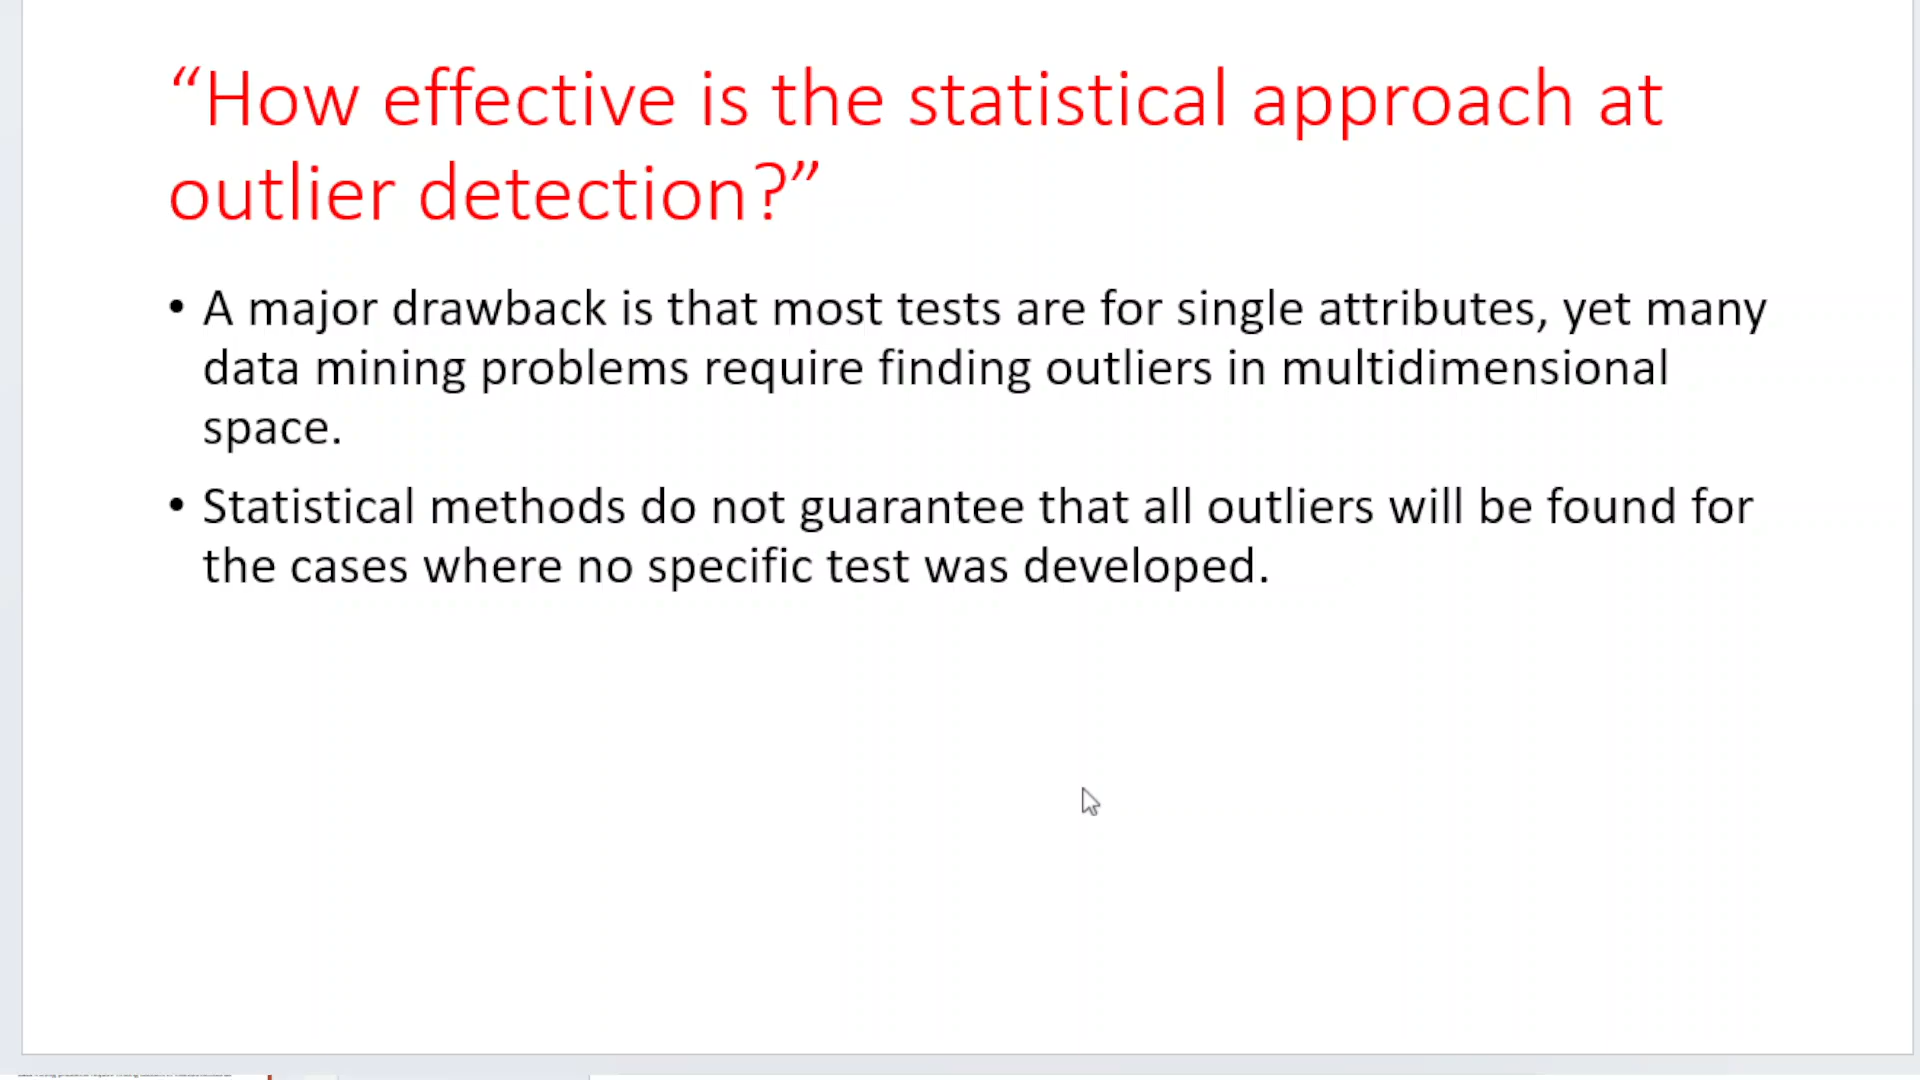 “How effective is the statistical approach at
outlier detection?”
• A major drawback is that most tests are for single attributes, yet many
data mining problems require finding outliers in multidimensional
space.
• Statistical methods do not guarantee that all outliers will be found for
the cases where no specific test was developed.